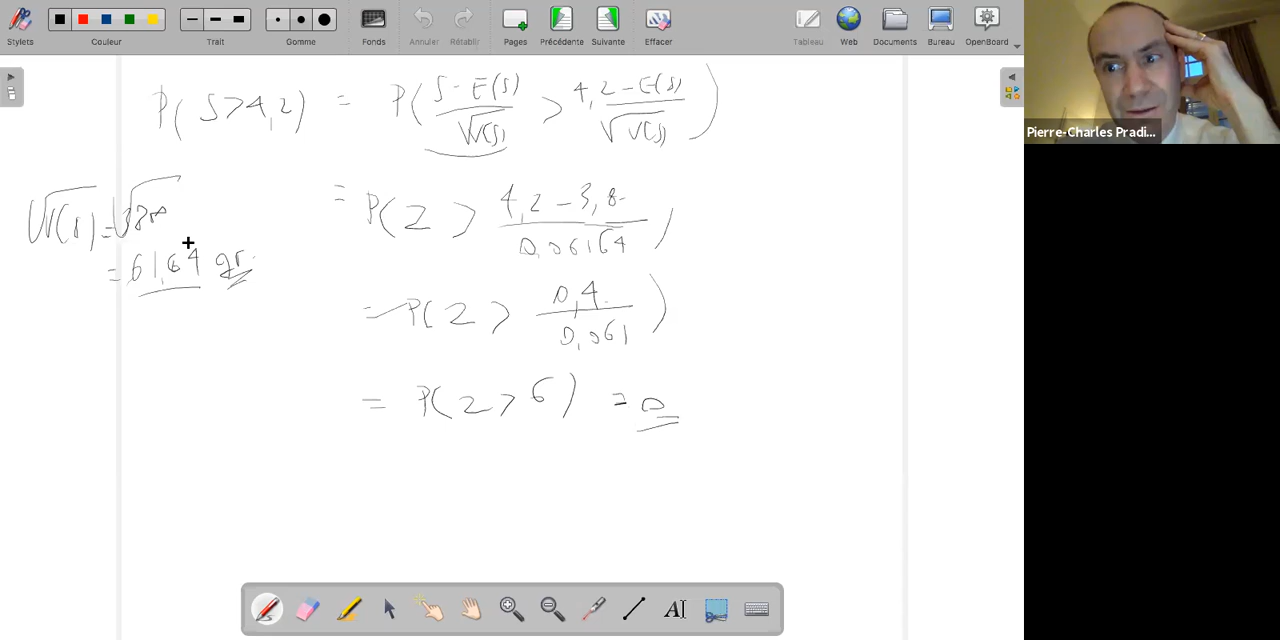 Stylets Couleur Trait Gomme Fonds Annuler Rétablir Pages Précédente Suivante Effacer Tableau Web Documents Bureau OpenBoard
Pierre-Charles Pradi...
P(S>4,2) = P( S-E(S) / √V(S) > 4,2-E(S) / √V(S) )
= P(Z > 4,2-3,8 / 0,06164 )
√V(S) =
= 61,64 gr.
= P(Z > 0,4 / 0,061 )
= P(Z>6) = 0
A